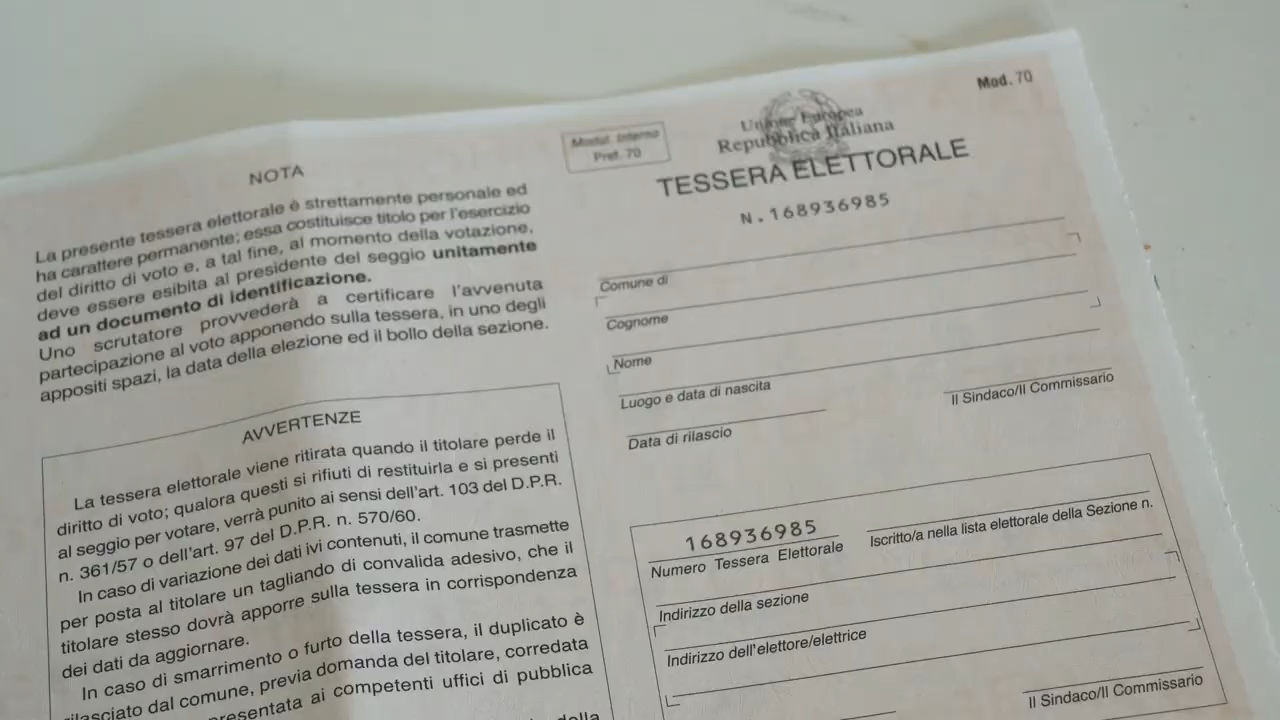 NOTA
La presente tessera elettorale è strettamente personale ed
ha carattere permanente; essa costituisce titolo per l'esercizio
del diritto di voto e, a tal fine, al momento della votazione,
deve essere esibita al presidente del seggio unitamente
ad un documento di identificazione.
Uno scrutatore provvederà a certificare l'avvenuta
partecipazione al voto apponendo sulla tessera, in uno degli
appositi spazi, la data della elezione ed il bollo della sezione.
AVVERTENZE
La tessera elettorale viene ritirata quando il titolare perde il
diritto di voto; qualora questi si rifiuti di restituirla e si presenti
al seggio per votare, verrà punito ai sensi dell'art. 103 del D.P.R.
n. 361/57 o dell'art. 97 del D.P.R. n. 570/60.
In caso di variazione dei dati ivi contenuti, il comune trasmette
per posta al titolare un tagliando di convalida adesivo, che il
titolare stesso dovrà apporre sulla tessera in corrispondenza
dei dati da aggiornare.
In caso di smarrimento o furto della tessera, il duplicato è
rilasciato dal comune, previa domanda del titolare, corredata
presentata ai competenti uffici di pubblica
della
Mod. 70
Modul. Interno
Pref. 70
Unione Europea
Repubblica Italiana
TESSERA ELETTORALE
N.168936985
Comune di
Cognome
Nome
Luogo e data di nascita
Data di rilascio
Il Sindaco/Il Commissario
168936985
Numero Tessera Elettorale
Iscritto/a nella lista elettorale della Sezione n.
Indirizzo della sezione
Indirizzo dell'elettore/elettrice
Il Sindaco/Il Commissario